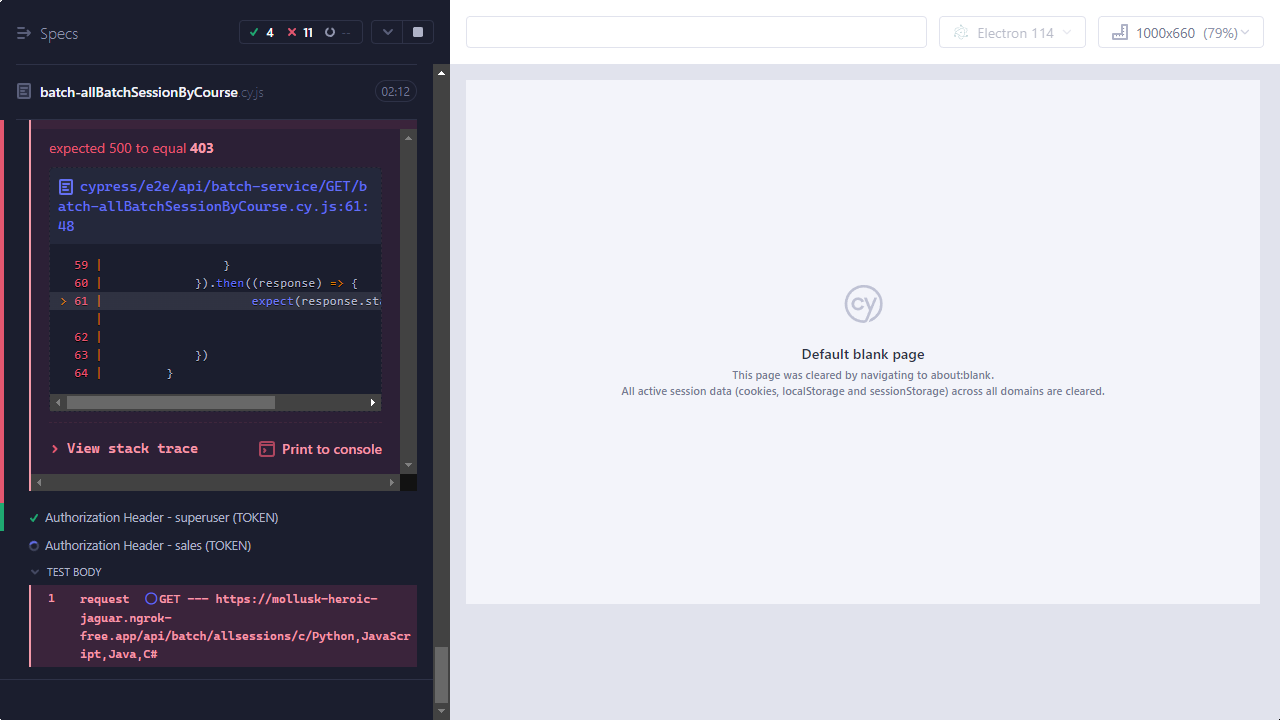 Specs
4 11 --
Electron 114
1000x660 (79%)
batch-allBatchSessionByCourse.cy.js
02:12
expected 500 to equal 403
cypress/e2e/api/batch-service/GET/b
atch-allBatchSessionByCourse.cy.js:61:
48
59 | }
60 | }).then((response) => {
> 61 | expect(response.sta
|
62 |
63 | })
64 | }
View stack trace
Print to console
Authorization Header - superuser (TOKEN)
Authorization Header - sales (TOKEN)
TEST BODY
1 request GET --- https://mollusk-heroic-
jaguar.ngrok-
free.app/api/batch/allsessions/c/Python,JavaScr
ipt,Java,C#
cy
Default blank page
This page was cleared by navigating to about:blank.
All active session data (cookies, localStorage and sessionStorage) across all domains are cleared.